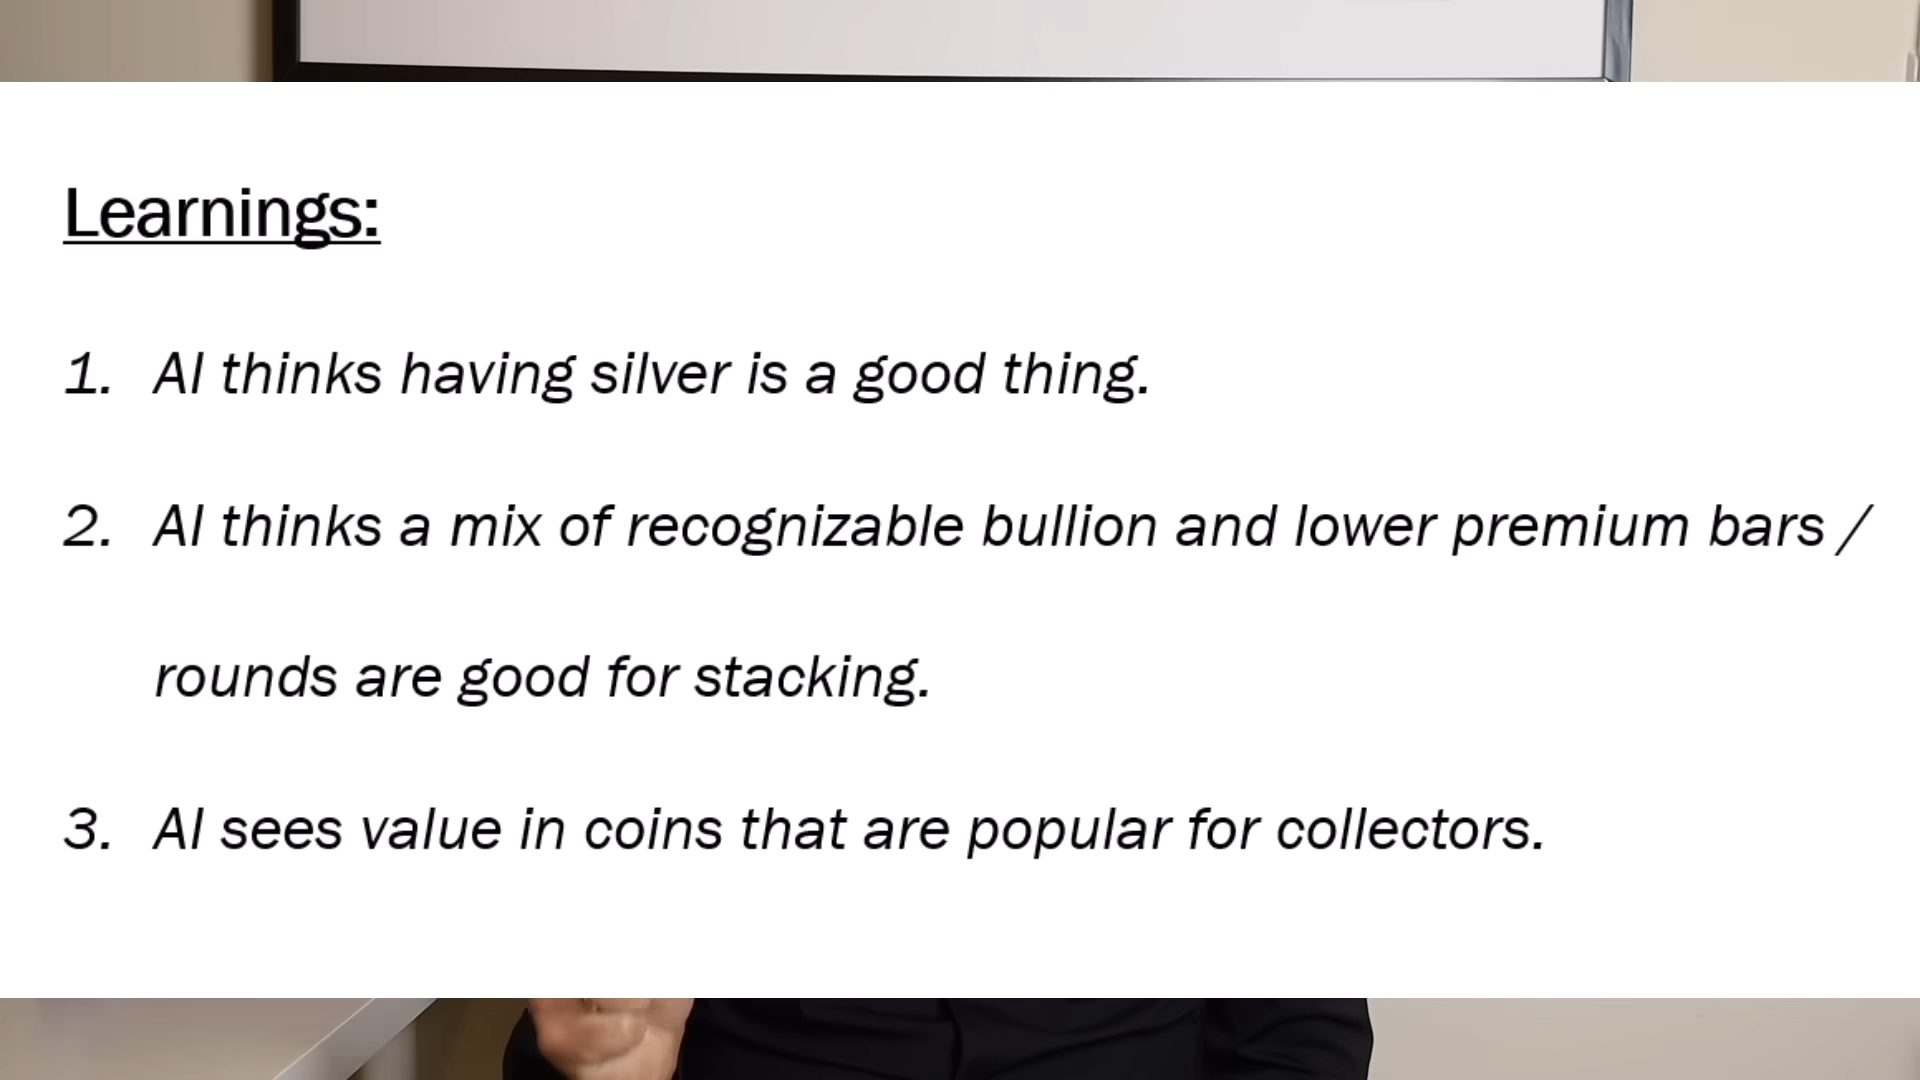 Learnings:
1. AI thinks having silver is a good thing.
2. AI thinks a mix of recognizable bullion and lower premium bars /
rounds are good for stacking.
3. AI sees value in coins that are popular for collectors.